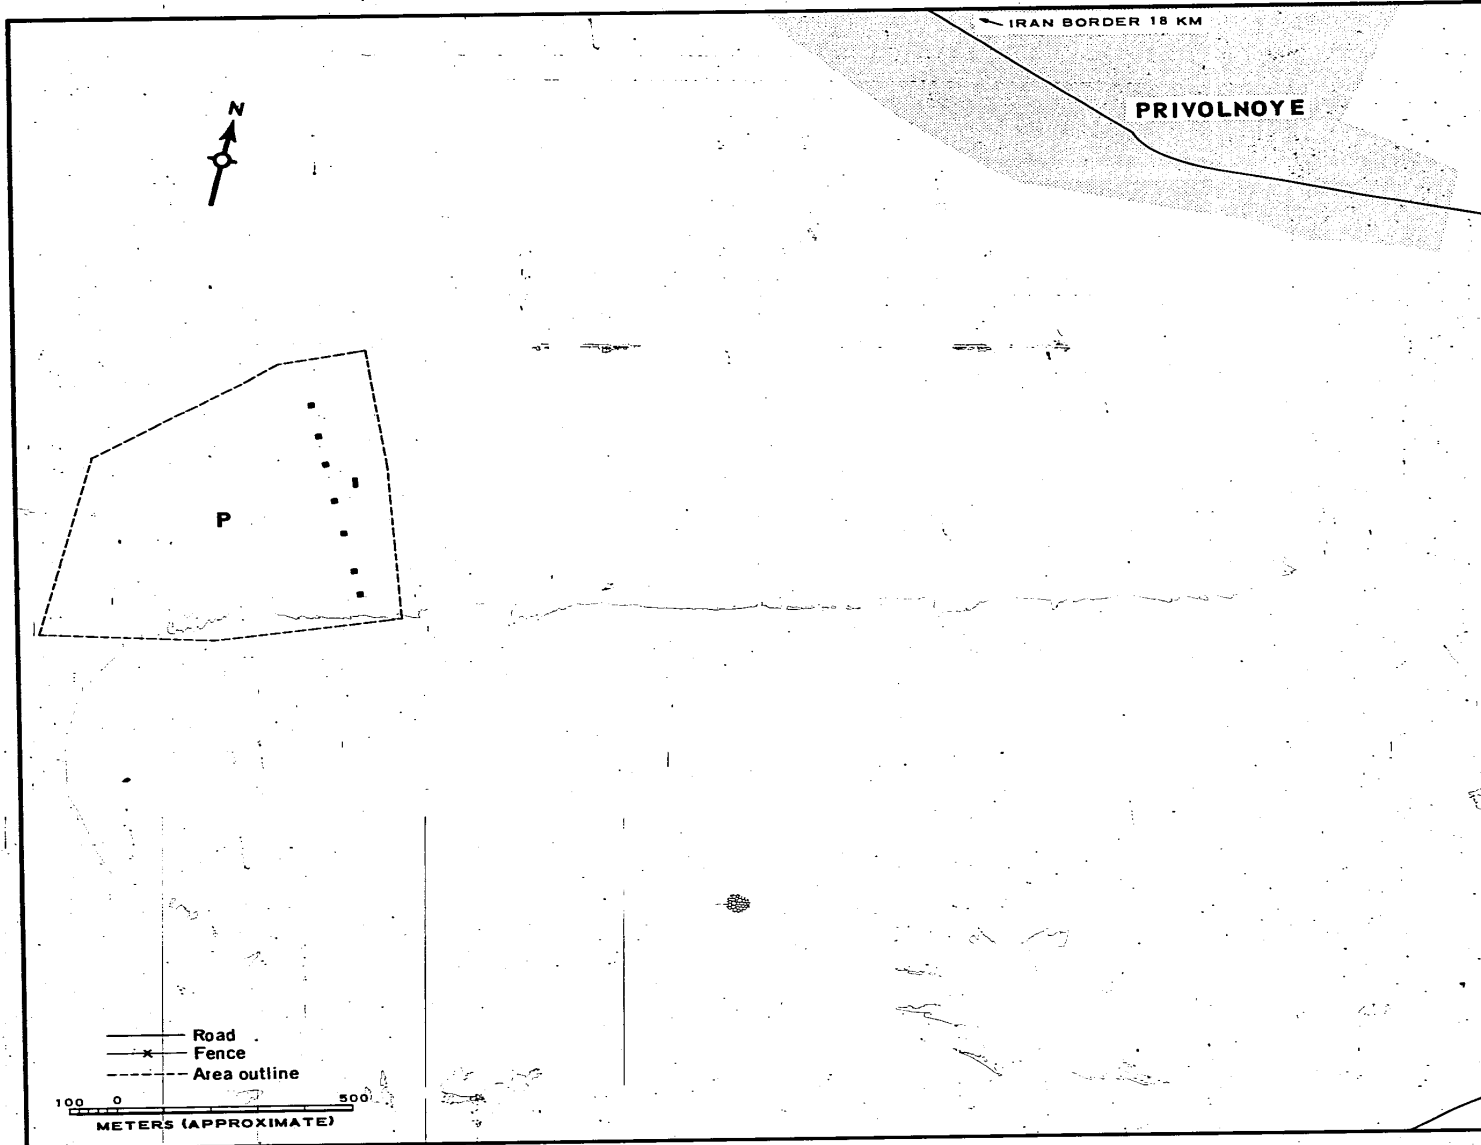 IRAN BORDER 18 KM
PRIVOLNOYE
N
P
Road
Fence
Area outline
100 0 500
METERS (APPROXIMATE)